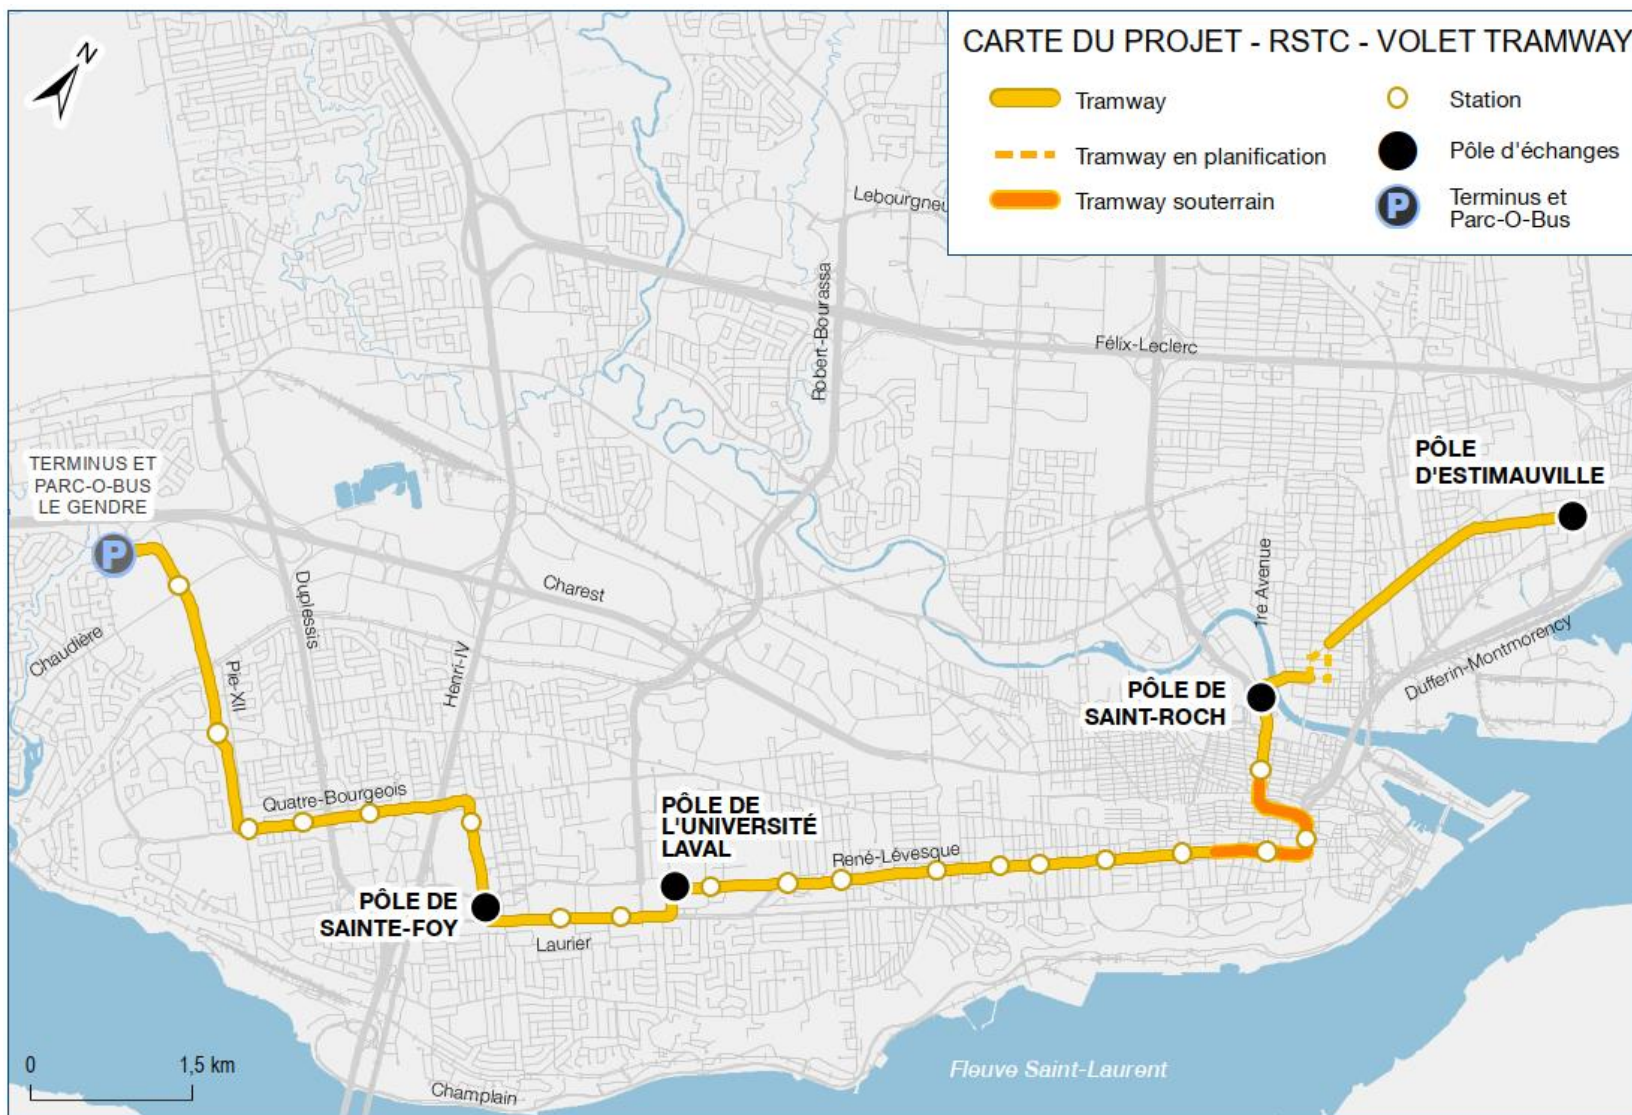 N
CARTE DU PROJET - RSTC - VOLET TRAMWAY
Tramway
Station
Tramway en planification
Pôle d'échanges
Tramway souterrain
P
Terminus et
Parc-O-Bus
Lebourgneu
Robert-Bourassa
Félix-Leclerc
TERMINUS ET
PARC-O-BUS
LE GENDRE
P
PÔLE
D'ESTIMAUVILLE
Duplessis
Charest
1re Avenue
Chaudière
Pie-XII
Henri-IV
Dufferin-Montmorency
PÔLE DE
SAINT-ROCH
Quatre-Bourgeois
PÔLE DE
L'UNIVERSITÉ
LAVAL
René-Lévesque
PÔLE DE
SAINTE-FOY
Laurier
0
1,5 km
Champlain
Fleuve Saint-Laurent